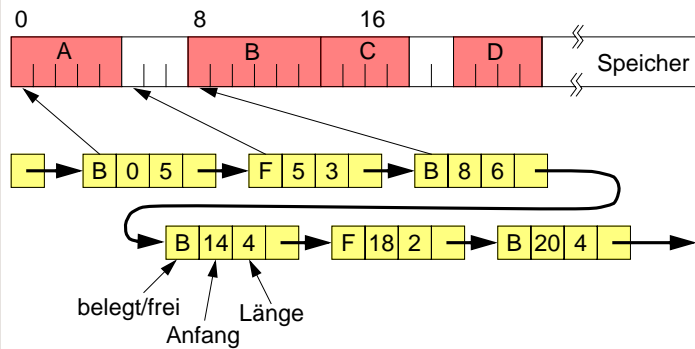 0 8 16
A B C D Speicher
B 0 5 F 5 3 B 8 6
B 14 4 F 18 2 B 20 4
belegt/frei Länge
Anfang